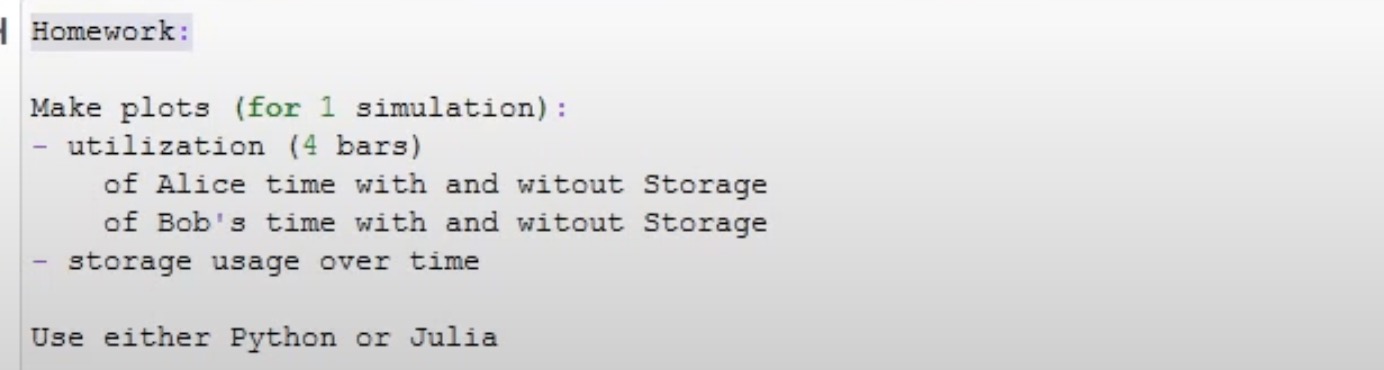 Homework:
Make plots (for 1 simulation):
- utilization (4 bars)
of Alice time with and witout Storage
of Bob's time with and witout Storage
- storage usage over time
Use either Python or Julia